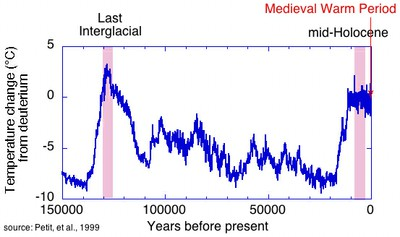 Medieval Warm Period
Last
Interglacial
mid-Holocene
Temperature change (°C)
from deuterium
5
0
-5
-10
150000
100000
50000
0
Years before present
source: Petit, et al., 1999